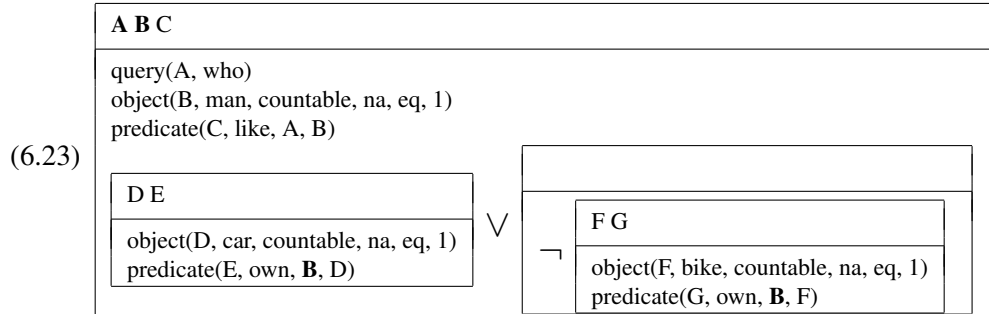 (6.23)
A B C
query(A, who)
object(B, man, countable, na, eq, 1)
predicate(C, like, A, B)
D E
object(D, car, countable, na, eq, 1)
predicate(E, own, B, D)
∨
¬
F G
object(F, bike, countable, na, eq, 1)
predicate(G, own, B, F)